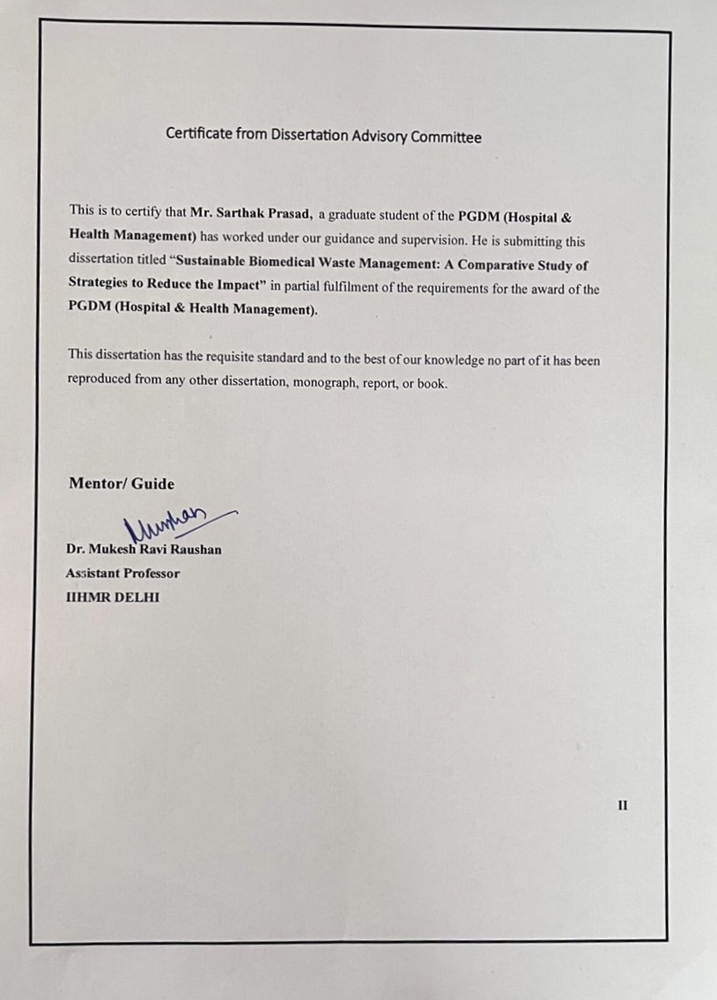 Certificate from Dissertation Advisory Committee
This is to certify that Mr. Sarthak Prasad, a graduate student of the PGDM (Hospital &
Health Management) has worked under our guidance and supervision. He is submitting this
dissertation titled “Sustainable Biomedical Waste Management: A Comparative Study of
Strategies to Reduce the Impact” in partial fulfilment of the requirements for the award of the
PGDM (Hospital & Health Management).
This dissertation has the requisite standard and to the best of our knowledge no part of it has been
reproduced from any other dissertation, monograph, report, or book.
Mentor/ Guide
Dr. Mukesh Ravi Raushan
Assistant Professor
IIHMR DELHI
II